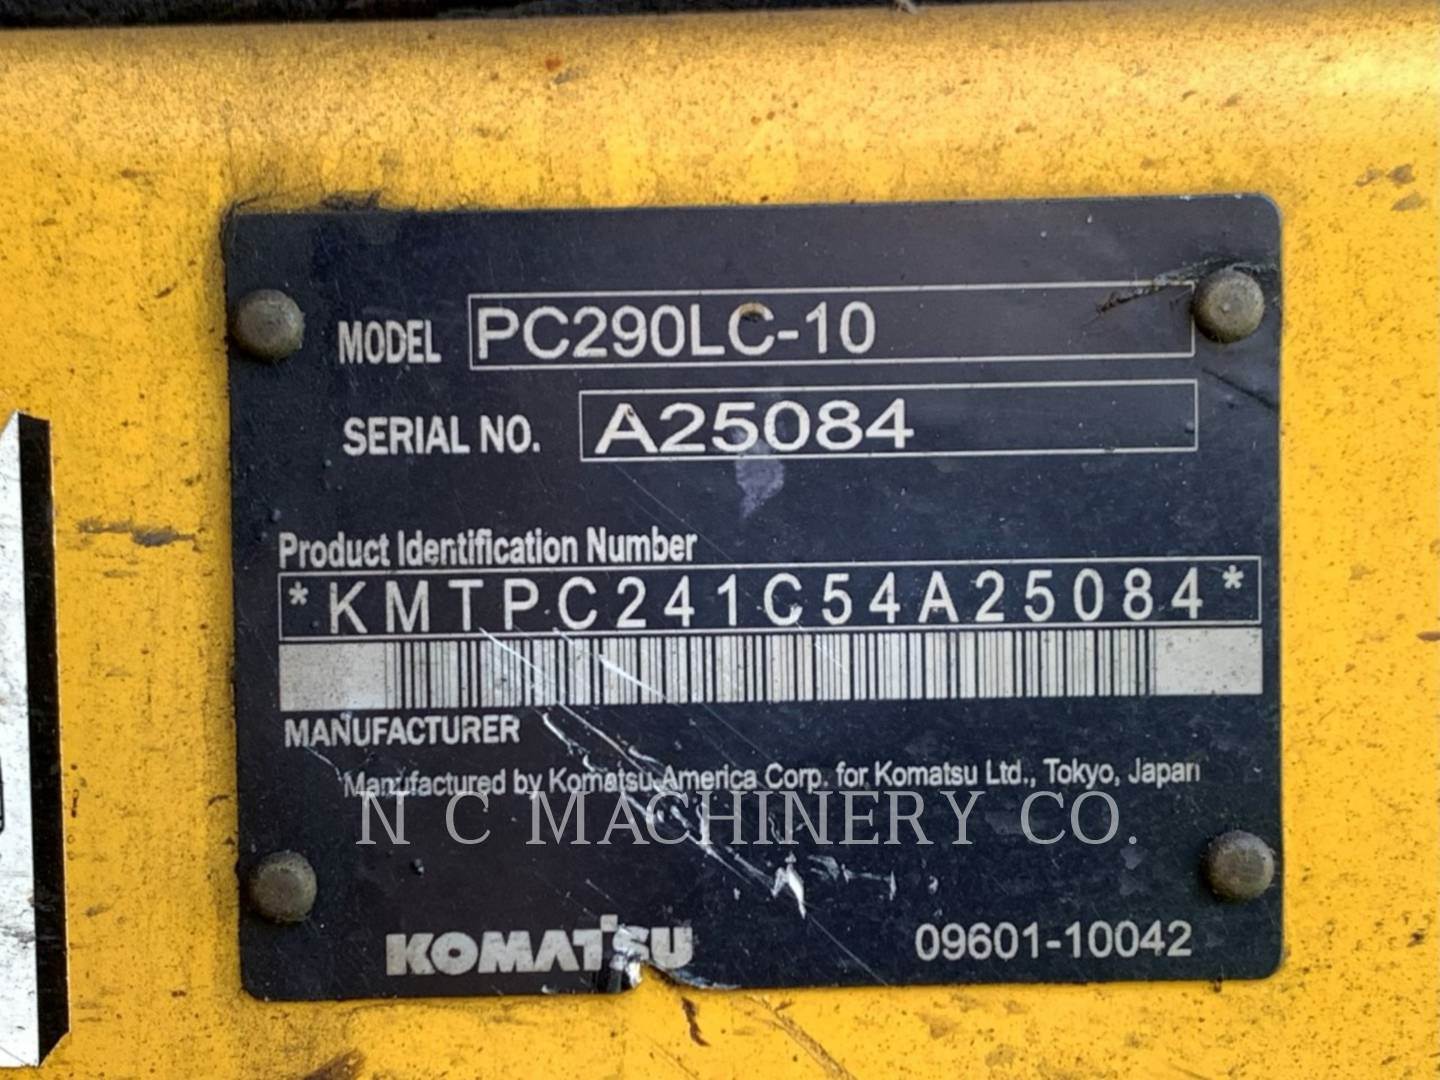 MODEL PC290LC-10
SERIAL NO. A25084
Product Identification Number
*KMTPC241C54A25084*
MANUFACTURER
Manufactured by Komatsu America Corp. for Komatsu Ltd., Tokyo, Japan
N C MACHINERY CO.
KOMATSU 09601-10042